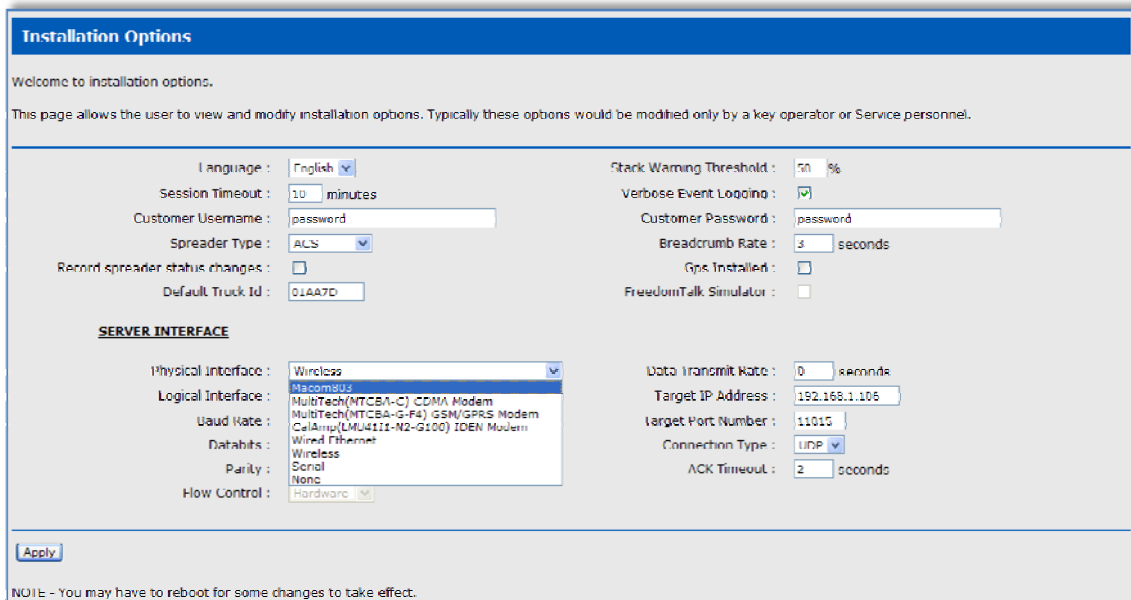 Installation Options
Welcome to installation options.
This page allows the user to view and modify installation options. Typically these options would be modified only by a key operator or Service personnel.
Language : English
Stack Warning Threshold : 50 %
Session Timeout : 10 minutes
Verbose Event Logging :
Customer Username : password
Customer Password : password
Spreader Type : ACS
Breadcrumb Rate : 3 seconds
Record spreader status changes :
Gps Installed :
Default Truck Id : 01AA7D
FreedomTalk Simulator :
SERVER INTERFACE
Physical Interface : Wireless
Data Transmit Rate : 0 seconds
Macom803
Logical Interface :
MultiTech(MTCBA-C) CDMA Modem
Target IP Address : 192.168.1.106
MultiTech(MTCBA-G-F4) GSM/GPRS Modem
Baud Rate :
CalAmp(LMU4111-N2-G100) IDEN Modem
Target Port Number : 11015
Wired Ethernet
Databits :
Connection Type : UDP
Wireless
Parity :
Serial
ACK Timeout : 2 seconds
None
Flow Control : Hardware
Apply
NOTE - You may have to reboot for some changes to take effect.